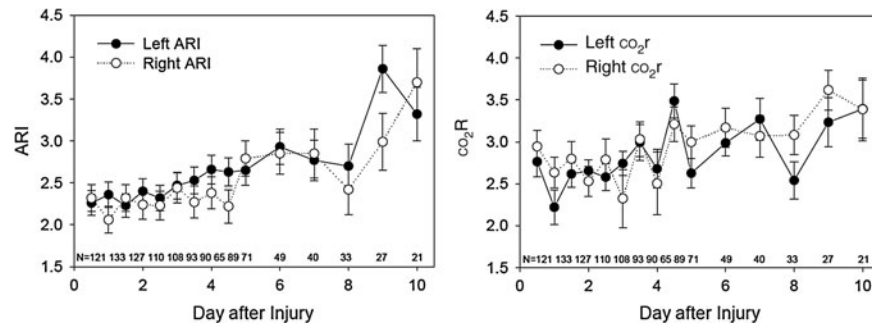 4.5
4.0
3.5
3.0
2.5
2.0
1.5
ARI
Left ARI
Right ARI
N=121 133 127 110 108 93 90 65 89 71 49 40 33 27 21
0 2 4 6 8 10
Day after Injury
4.5
4.0
3.5
3.0
2.5
2.0
1.5
CO₂R
Left CO₂r
Right CO₂r
N=121 133 127 110 108 93 90 65 89 71 49 40 33 27 21
0 2 4 6 8 10
Day after Injury